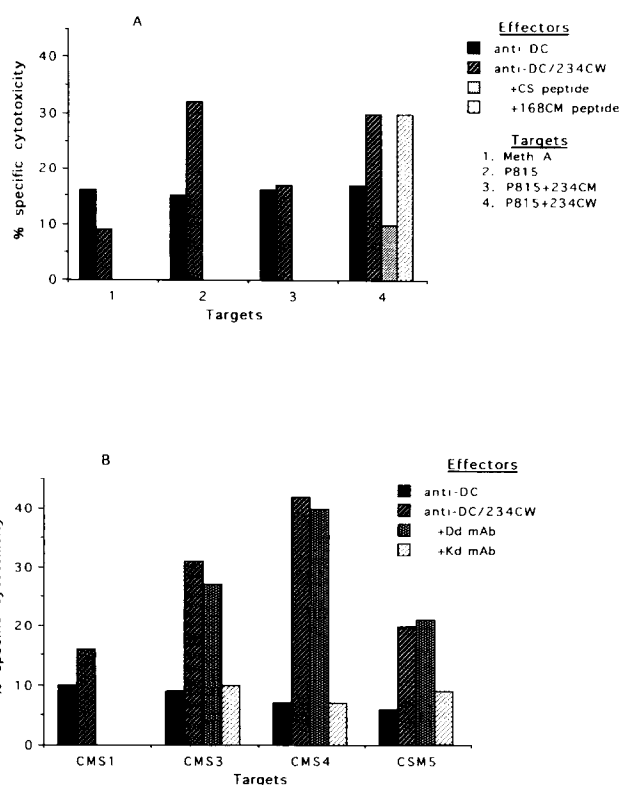 A
Effectors
anti DC
anti-DC/234CW
+CS peptide
+168CM peptide
Targets
1. Meth A
2. P815
3. P815+234CM
4. P815+234CW
% specific cytotoxicity
40
30
20
10
0
1 2 3 4
Targets
B
Effectors
anti-DC
anti-DC/234CW
+Dd mAb
+Kd mAb
40
30
20
10
0
CMS1 CMS3 CMS4 CSM5
Targets